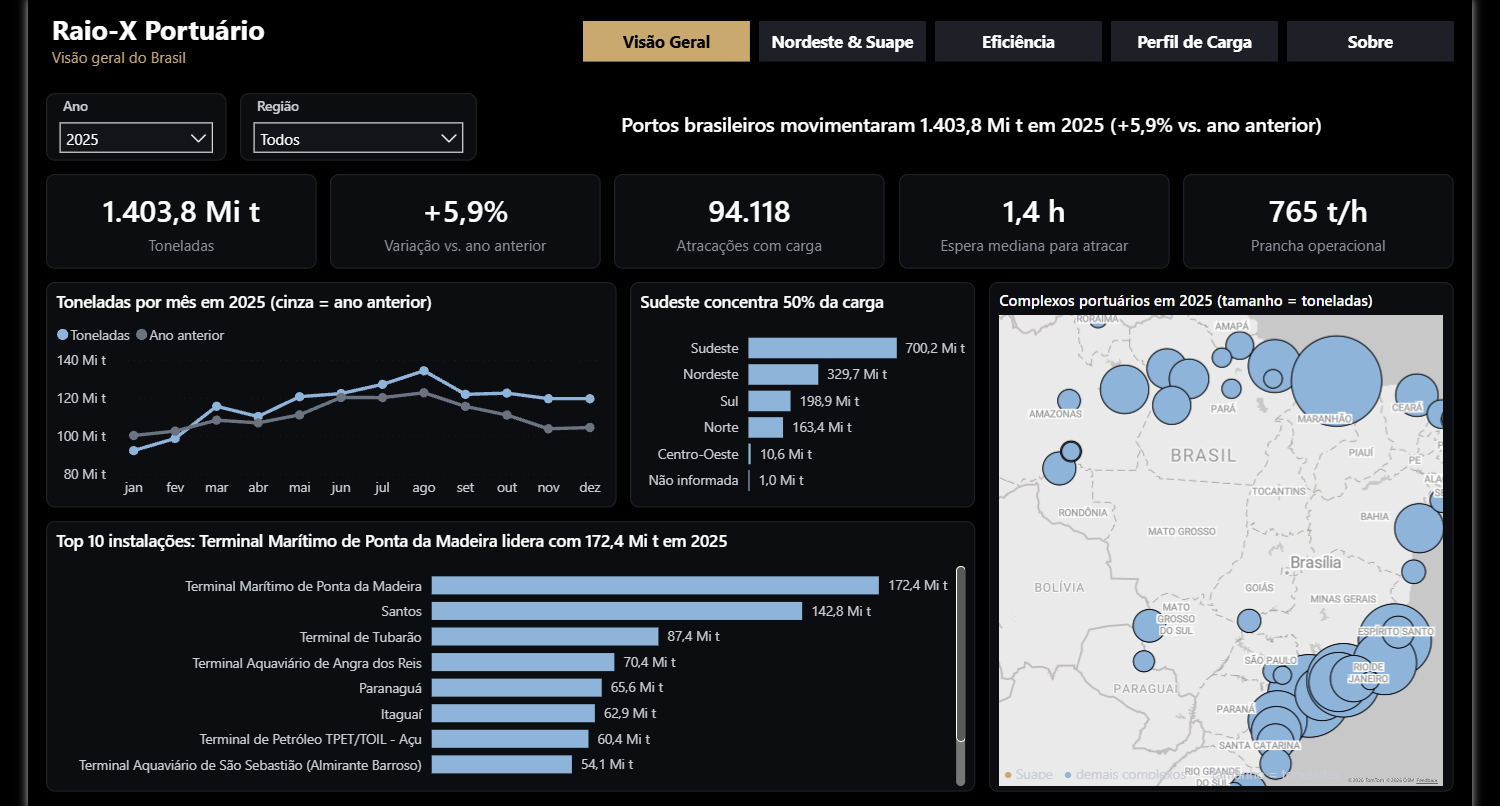 Raio-X Portuário
Visão geral do Brasil
Visão Geral
Nordeste & Suape
Eficiência
Perfil de Carga
Sobre
Ano
2025
Região
Todos
Portos brasileiros movimentaram 1.403,8 Mi t em 2025 (+5,9% vs. ano anterior)
1.403,8 Mi t
Toneladas
+5,9%
Variação vs. ano anterior
94.118
Atracações com carga
1,4 h
Espera mediana para atracar
765 t/h
Prancha operacional
Toneladas por mês em 2025 (cinza = ano anterior)
Toneladas Ano anterior
140 Mi t
120 Mi t
100 Mi t
80 Mi t
jan fev mar abr mai jun jul ago set out nov dez
Sudeste concentra 50% da carga
Sudeste 700,2 Mi t
Nordeste 329,7 Mi t
Sul 198,9 Mi t
Norte 163,4 Mi t
Centro-Oeste 10,6 Mi t
Não informada 1,0 Mi t
Top 10 instalações: Terminal Marítimo de Ponta da Madeira lidera com 172,4 Mi t em 2025
Terminal Marítimo de Ponta da Madeira 172,4 Mi t
Santos 142,8 Mi t
Terminal de Tubarão 87,4 Mi t
Terminal Aquaviário de Angra dos Reis 70,4 Mi t
Paranaguá 65,6 Mi t
Itaguaí 62,9 Mi t
Terminal de Petróleo TPET/TOIL - Açu 60,4 Mi t
Terminal Aquaviário de São Sebastião (Almirante Barroso) 54,1 Mi t
Complexos portuários em 2025 (tamanho = toneladas)
RORAIMA
AMAPÁ
AMAZONAS
PARÁ
MARANHÃO
CEARÁ
BRASIL
PIAUÍ
PE
TOCANTINS
RONDÔNIA
BAHIA
MATO GROSSO
Brasília
BOLÍVIA
GOIÁS
MINAS GERAIS
MATO
GROSSO
DO SUL
ESPÍRITO SANTO
SÃO PAULO
RIO DE
JANEIRO
PARAGUAI
PARANÁ
SANTA CATARINA
RIO GRANDE
DO SUL
Suape demais complexos
© 2026 TomTom © 2026 OSM Feedback